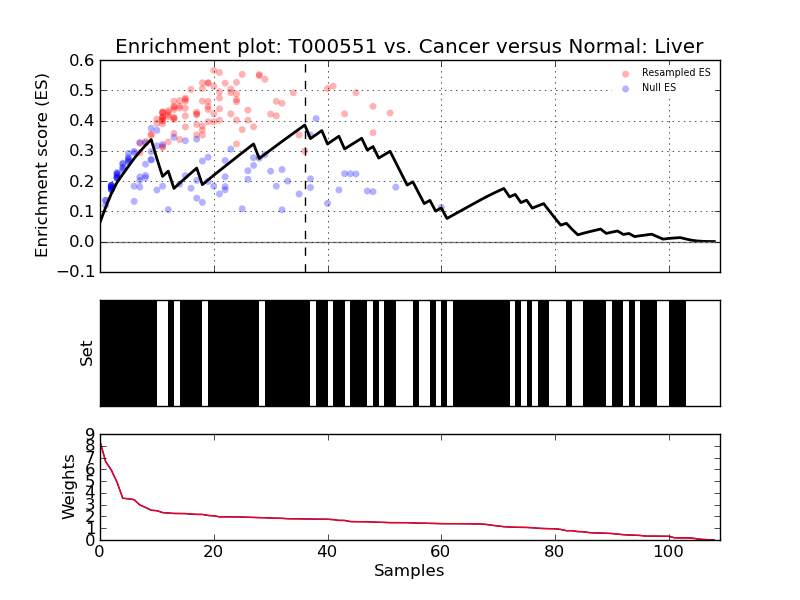 Enrichment plot: T000551 vs. Cancer versus Normal: Liver
Enrichment score (ES)
0.6
0.5
0.4
0.3
0.2
0.1
0.0
−0.1
Resampled ES
Null ES
Set
Weights
9
8
7
6
5
4
3
2
1
0
0 20 40 60 80 100
Samples